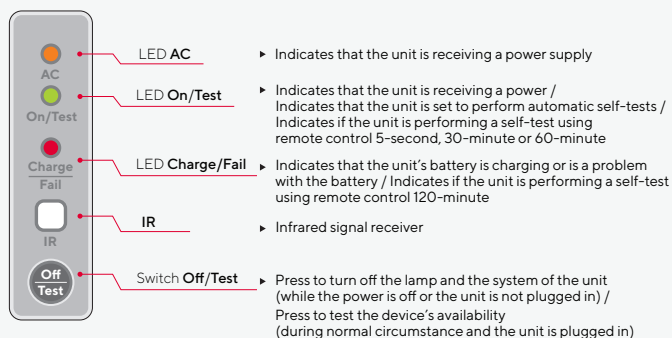 AC
On/Test
Charge
Fail
IR
Off
Test
LED AC
▸ Indicates that the unit is receiving a power supply
LED On/Test
▸ Indicates that the unit is receiving a power /
Indicates that the unit is set to perform automatic self-tests /
Indicates if the unit is performing a self-test using
remote control 5-second, 30-minute or 60-minute
LED Charge/Fail
▸ Indicates that the unit's battery is charging or is a problem
with the battery / Indicates if the unit is performing a self-test
using remote control 120-minute
IR
▸ Infrared signal receiver
Switch Off/Test
▸ Press to turn off the lamp and the system of the unit
(while the power is off or the unit is not plugged in) /
Press to test the device's availability
(during normal circumstance and the unit is plugged in)